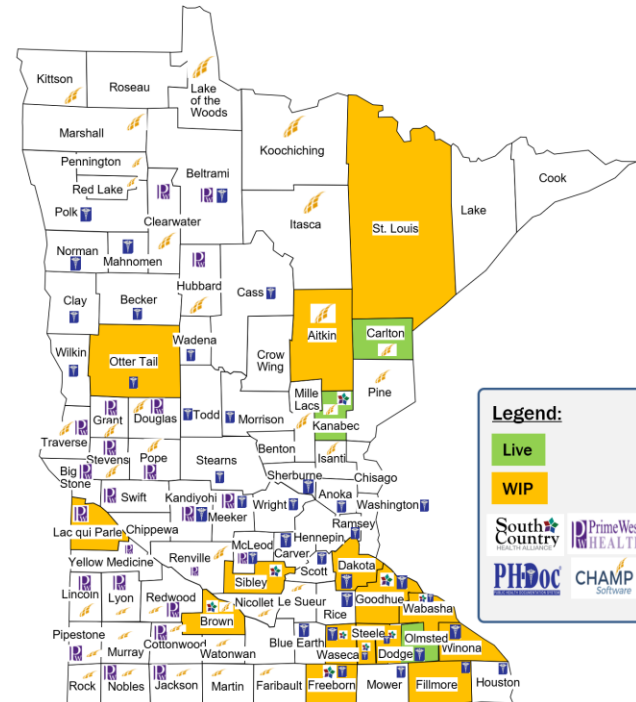 Kittson
Roseau
Lake
of the
Woods
Marshall
Koochiching
Pennington
Red Lake
Beltrami
Cook
Polk
Clearwater
Itasca
Lake
St. Louis
Norman
Mahnomen
Hubbard
Clay
Becker
Cass
Wadena
Aitkin
Carlton
Wilkin
Otter Tail
Crow
Wing
Pine
Mille
Lacs
Kanabec
Grant
Douglas
Todd
Morrison
Traverse
Stevens
Pope
Benton
Isanti
Big
Stone
Stearns
Sherburne
Chisago
Swift
Kandiyohi
Wright
Anoka
Washington
Meeker
Ramsey
Lac qui Parle
Chippewa
Hennepin
Yellow Medicine
Renville
McLeod
Carver
Scott
Dakota
Sibley
Lincoln
Lyon
Redwood
Nicollet
Le Sueur
Rice
Goodhue
Wabasha
Brown
Pipestone
Murray
Cottonwood
Watonwan
Blue Earth
Waseca
Steele
Dodge
Olmsted
Winona
Rock
Nobles
Jackson
Martin
Faribault
Freeborn
Mower
Fillmore
Houston
Legend:
Live
WIP
South
Country
HEALTH ALLIANCE
PrimeWest
HEALTH
PH-Doc
CHAMP
Software